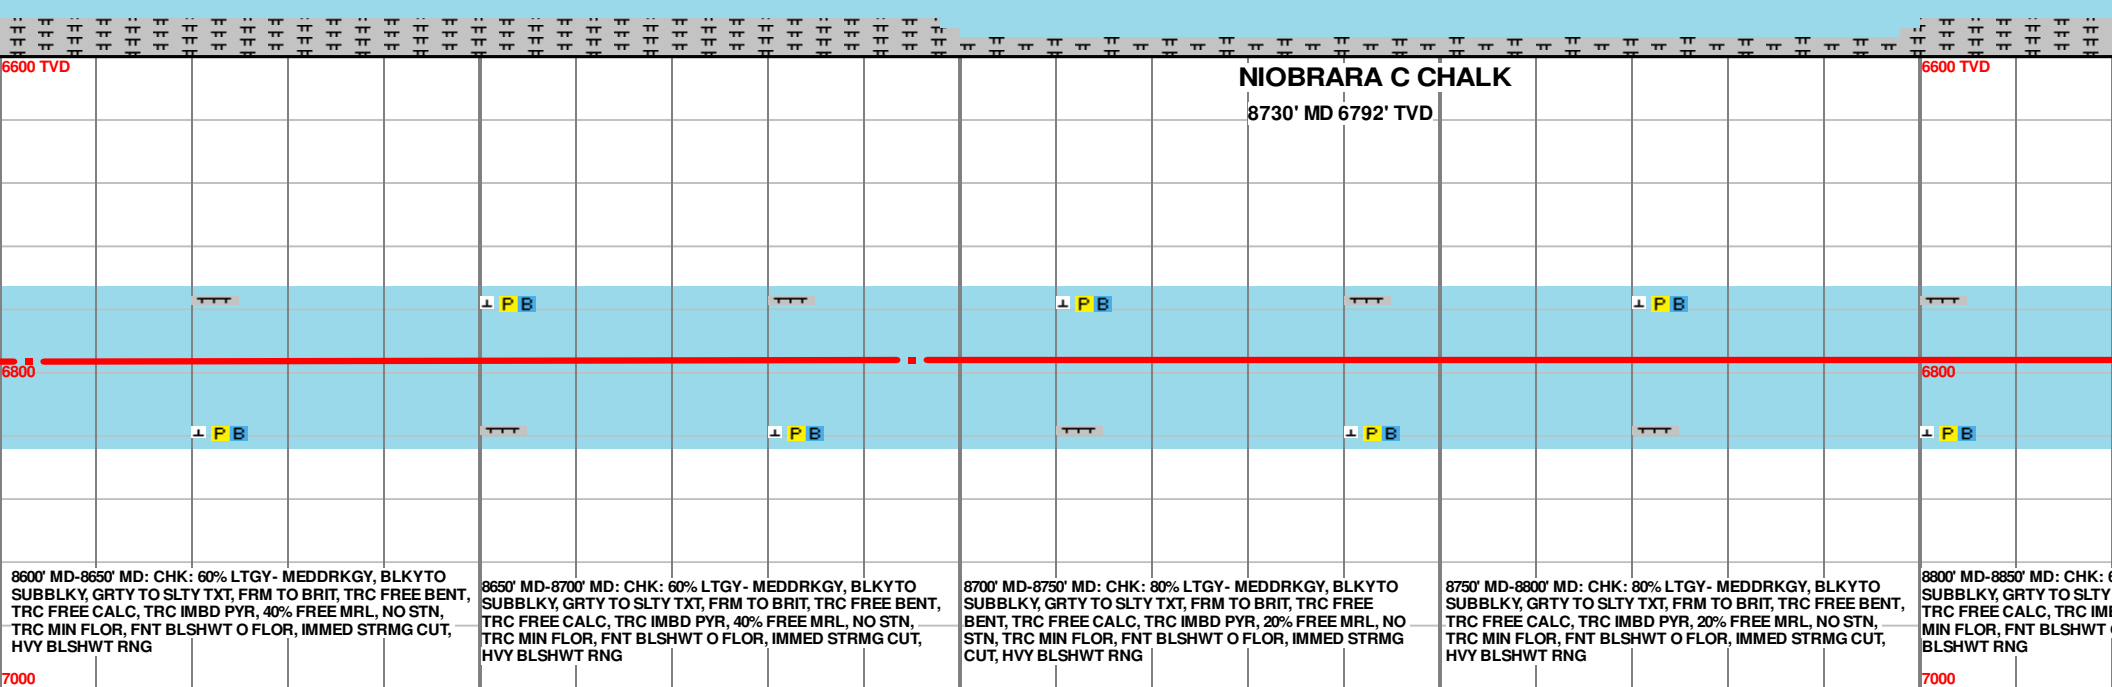 6600 TVD
NIOBRARA C CHALK
6600 TVD
8730' MD 6792' TVD
P B
P B
P B
6800
6800
P B
P B
P B
P B
8600' MD-8650' MD: CHK: 60% LTGY- MEDDRKGY, BLKYTO
SUBBLKY, GRTY TO SLTY TXT, FRM TO BRIT, TRC FREE BENT,
TRC FREE CALC, TRC IMBD PYR, 40% FREE MRL, NO STN,
TRC MIN FLOR, FNT BLSHWT O FLOR, IMMED STRMG CUT,
HVY BLSHWT RNG
8650' MD-8700' MD: CHK: 60% LTGY- MEDDRKGY, BLKYTO
SUBBLKY, GRTY TO SLTY TXT, FRM TO BRIT, TRC FREE BENT,
TRC FREE CALC, TRC IMBD PYR, 40% FREE MRL, NO STN,
TRC MIN FLOR, FNT BLSHWT O FLOR, IMMED STRMG CUT,
HVY BLSHWT RNG
8700' MD-8750' MD: CHK: 80% LTGY- MEDDRKGY, BLKYTO
SUBBLKY, GRTY TO SLTY TXT, FRM TO BRIT, TRC FREE
BENT, TRC FREE CALC, TRC IMBD PYR, 20% FREE MRL, NO
STN, TRC MIN FLOR, FNT BLSHWT O FLOR, IMMED STRMG
CUT, HVY BLSHWT RNG
8750' MD-8800' MD: CHK: 80% LTGY- MEDDRKGY, BLKYTO
SUBBLKY, GRTY TO SLTY TXT, FRM TO BRIT, TRC FREE BENT,
TRC FREE CALC, TRC IMBD PYR, 20% FREE MRL, NO STN,
TRC MIN FLOR, FNT BLSHWT O FLOR, IMMED STRMG CUT,
HVY BLSHWT RNG
8800' MD-8850' MD: CHK:
SUBBLKY, GRTY TO SLTY
TRC FREE CALC, TRC
MIN FLOR, FNT BLSHWT
BLSHWT RNG
7000
7000